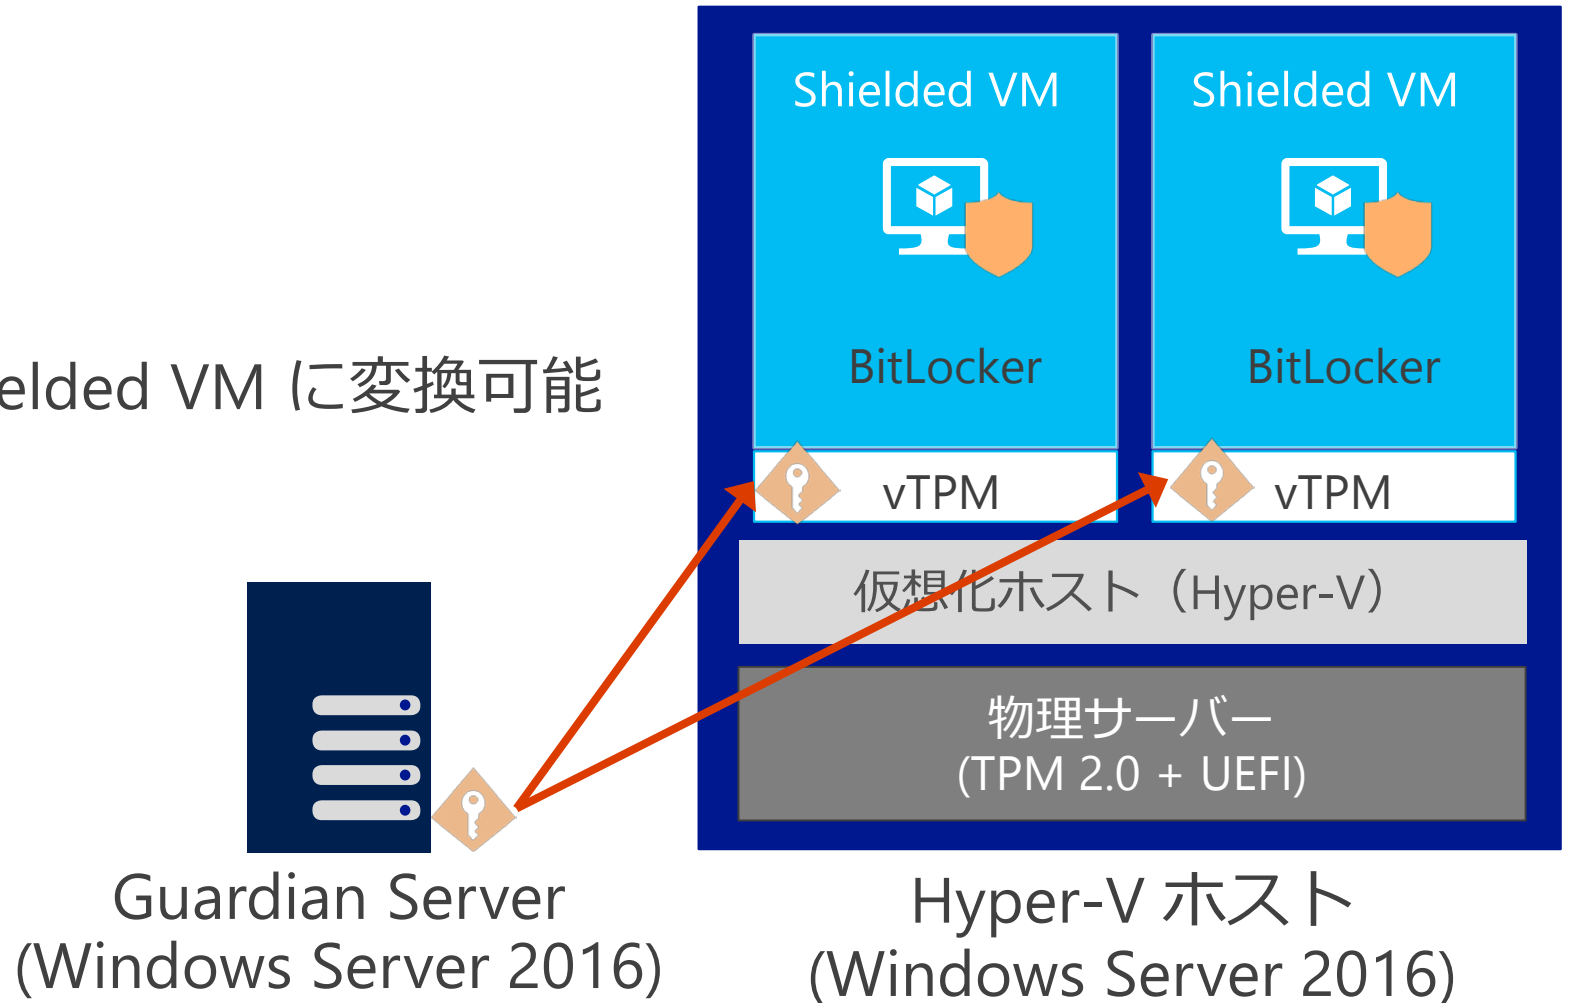 Shielded VM
Shielded VM
BitLocker
BitLocker
elded VM に変換可能
vTPM
vTPM
仮想化ホスト（Hyper-V）
物理サーバー
(TPM 2.0 + UEFI)
Guardian Server
(Windows Server 2016)
Hyper-V ホスト
(Windows Server 2016)